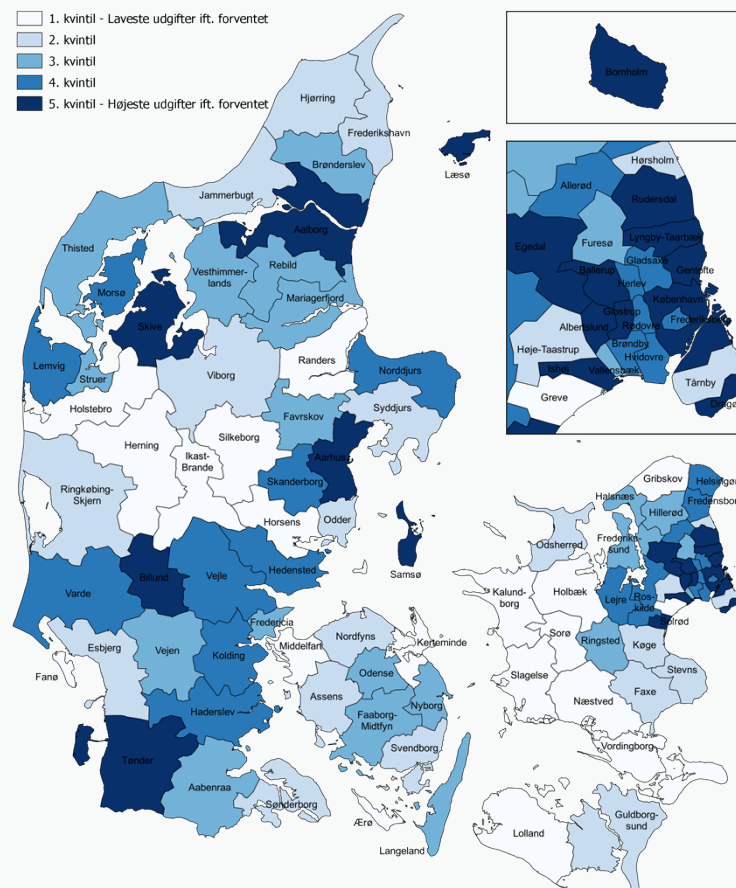 1. kvintil - Laveste udgifter ift. forventet
2. kvintil
3. kvintil
4. kvintil
5. kvintil - Højeste udgifter ift. forventet
Bornholm
Hjørring
Frederikshavn
Brønderslev
Læsø
Jammerbugt
Aalborg
Thisted
Vesthimmer-
lands
Rebild
Mariagerfjord
Morsø
Skive
Lemvig
Struer
Viborg
Randers
Norddjurs
Holstebro
Favrskov
Syddjurs
Herning
Silkeborg
Ikast-
Brande
Aarhus
Skanderborg
Ringkøbing-
Skjern
Horsens
Odder
Samsø
Billund
Vejle
Hedensted
Varde
Fredericia
Esbjerg
Vejen
Kolding
Middelfart
Nordfyns
Kerteminde
Fanø
Odense
Assens
Nyborg
Haderslev
Faaborg-
Midtfyn
Svendborg
Tønder
Aabenraa
Sønderborg
Ærø
Langeland
Hørsholm
Allerød
Rudersdal
Egedal
Furesø
Lyngby-Taarbæk
Gladsaxe
Gentofte
Ballerup
Herlev
København
Glostrup
Rødovre
Frederiksberg
Albertslund
Brøndby
Høje-Taastrup
Hvidovre
Ishøj
Vallensbæk
Tårnby
Greve
Dragø
Gribskov
Helsingør
Halsnæs
Fredensbor
Hillerød
Frederiks-
sund
Odsherred
Kalund-
borg
Holbæk
Lejre
Ros-
kilde
Solrød
Sorø
Ringsted
Køge
Stevns
Slagelse
Næstved
Faxe
Vordingborg
Guldborg-
sund
Lolland